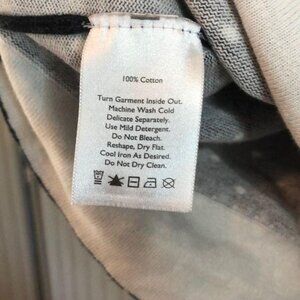 100% Cotton
Turn Garment Inside Out.
Machine Wash Cold
Delicate Separately.
Use Mild Detergent.
Do Not Bleach.
Reshape, Dry Flat.
Cool Iron As Desired.
Do Not Dry Clean.